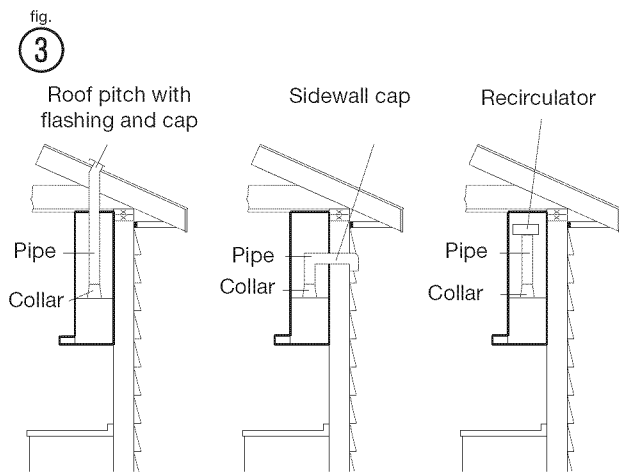 fig.
3
Roof pitch with
flashing and cap
Sidewall cap
Recirculator
Pipe
Collar
Pipe
Collar
Pipe
Collar